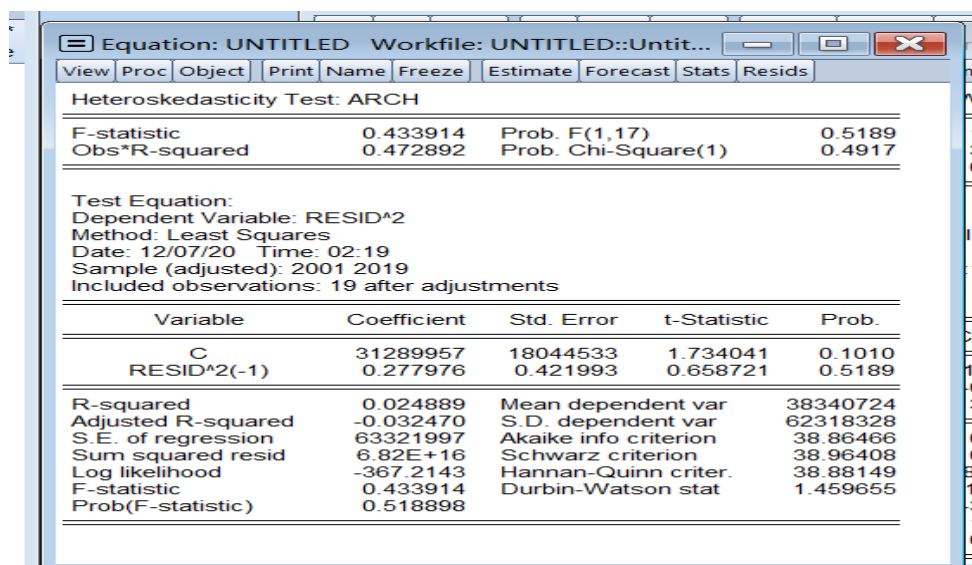 Equation: UNTITLED Workfile: UNTITLED::Untit...
View Proc Object Print Name Freeze Estimate Forecast Stats Resids
Heteroskedasticity Test: ARCH
F-statistic 0.433914 Prob. F(1,17) 0.5189
Obs*R-squared 0.472892 Prob. Chi-Square(1) 0.4917
Test Equation:
Dependent Variable: RESID^2
Method: Least Squares
Date: 12/07/20 Time: 02:19
Sample (adjusted): 2001 2019
Included observations: 19 after adjustments
Variable Coefficient Std. Error t-Statistic Prob.
C 31289957 18044533 1.734041 0.1010
RESID^2(-1) 0.277976 0.421993 0.658721 0.5189
R-squared 0.024889 Mean dependent var 38340724
Adjusted R-squared -0.032470 S.D. dependent var 62318328
S.E. of regression 63321997 Akaike info criterion 38.86466
Sum squared resid 6.82E+16 Schwarz criterion 38.96408
Log likelihood -367.2143 Hannan-Quinn criter. 38.88149
F-statistic 0.433914 Durbin-Watson stat 1.459655
Prob(F-statistic) 0.518898